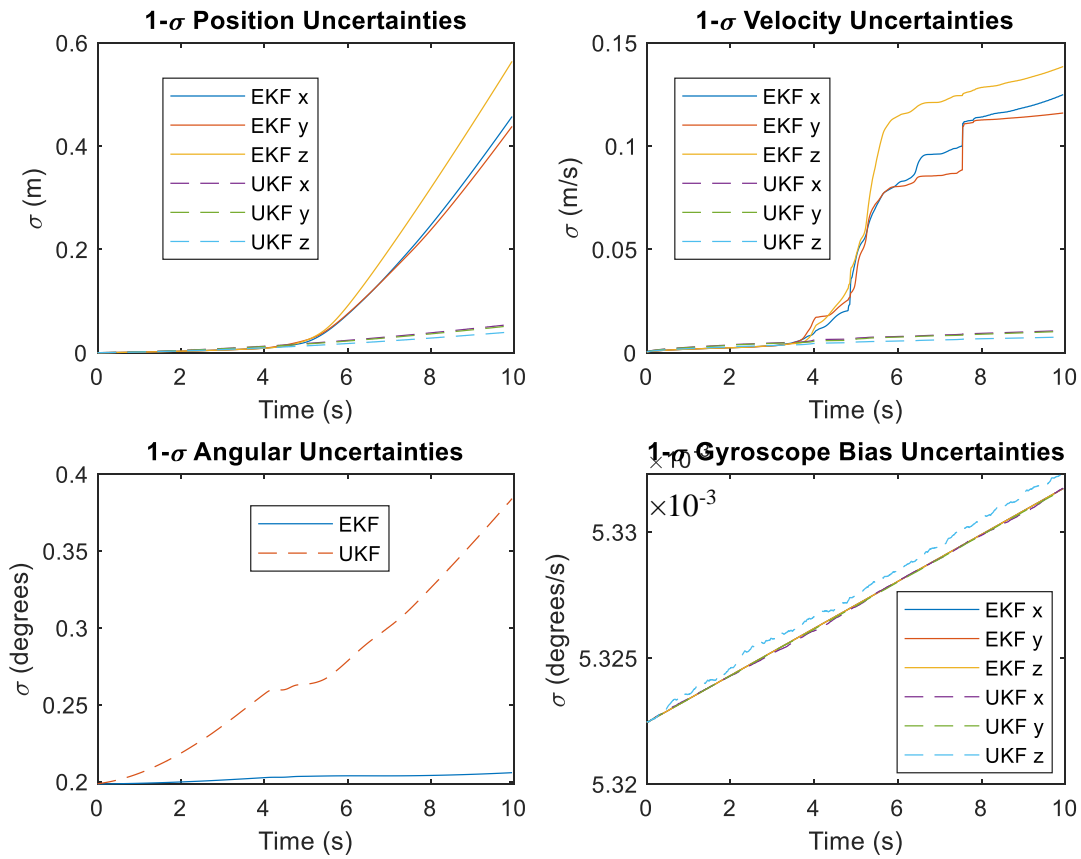 1-σ Position Uncertainties
0.6
0.4
0.2
0
σ (m)
EKF x
EKF y
EKF z
UKF x
UKF y
UKF z
0 2 4 6 8 10
Time (s)
1-σ Velocity Uncertainties
0.15
0.1
0.05
0
σ (m/s)
EKF x
EKF y
EKF z
UKF x
UKF y
UKF z
0 2 4 6 8 10
Time (s)
1-σ Angular Uncertainties
0.4
0.35
0.3
0.25
0.2
σ (degrees)
EKF
UKF
0 2 4 6 8 10
Time (s)
1-σ Gyroscope Bias Uncertainties
×10-3
5.33
5.325
5.32
σ (degrees/s)
EKF x
EKF y
EKF z
UKF x
UKF y
UKF z
0 2 4 6 8 10
Time (s)